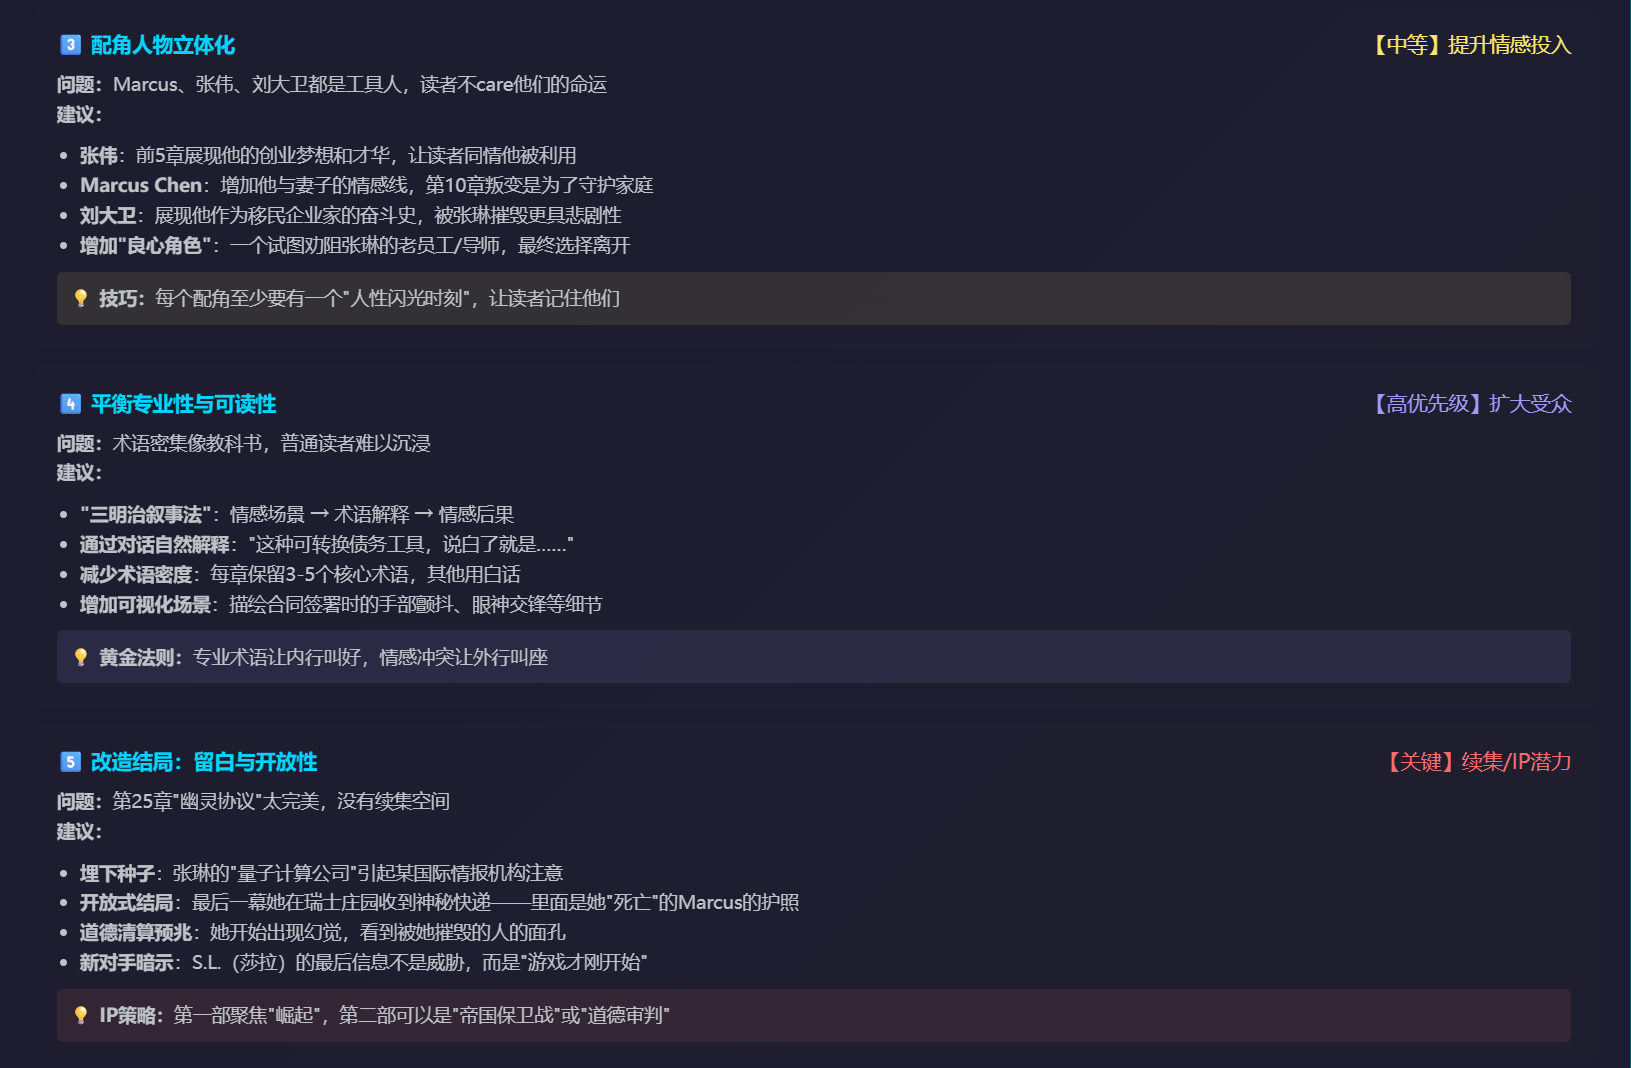 3 配角人物立体化 【中等】提升情感投入
问题：Marcus、张伟、刘大卫都是工具人，读者不care他们的命运
建议：
• 张伟：前5章展现他的创业梦想和才华，让读者同情他被利用
• Marcus Chen：增加他与妻子的情感线，第10章叛变是为了守护家庭
• 刘大卫：展现他作为移民企业家的奋斗史，被张琳摧毁更具悲剧性
• 增加"良心角色"：一个试图劝阻张琳的老员工/导师，最终选择离开
💡 技巧：每个配角至少要有一个"人性闪光时刻"，让读者记住他们
4 平衡专业性与可读性 【高优先级】扩大受众
问题：术语密集像教科书，普通读者难以沉浸
建议：
• "三明治叙事法"：情感场景 → 术语解释 → 情感后果
• 通过对话自然解释："这种可转换债务工具，说白了就是……"
• 减少术语密度：每章保留3-5个核心术语，其他用白话
• 增加可视化场景：描绘合同签署时的手部颤抖、眼神交锋等细节
💡 黄金法则：专业术语让内行叫好，情感冲突让外行叫座
5 改造结局：留白与开放性 【关键】续集/IP潜力
问题：第25章"幽灵协议"太完美，没有续集空间
建议：
• 埋下种子：张琳的"量子计算公司"引起某国际情报机构注意
• 开放式结局：最后一幕她在瑞士庄园收到神秘快递——里面是她"死亡"的Marcus的护照
• 道德清算预兆：她开始出现幻觉，看到被她摧毁的人的面孔
• 新对手暗示：S.L.（莎拉）的最后信息不是威胁，而是"游戏才刚开始"
💡 IP策略：第一部聚焦"崛起"，第二部可以是"帝国保卫战"或"道德审判"